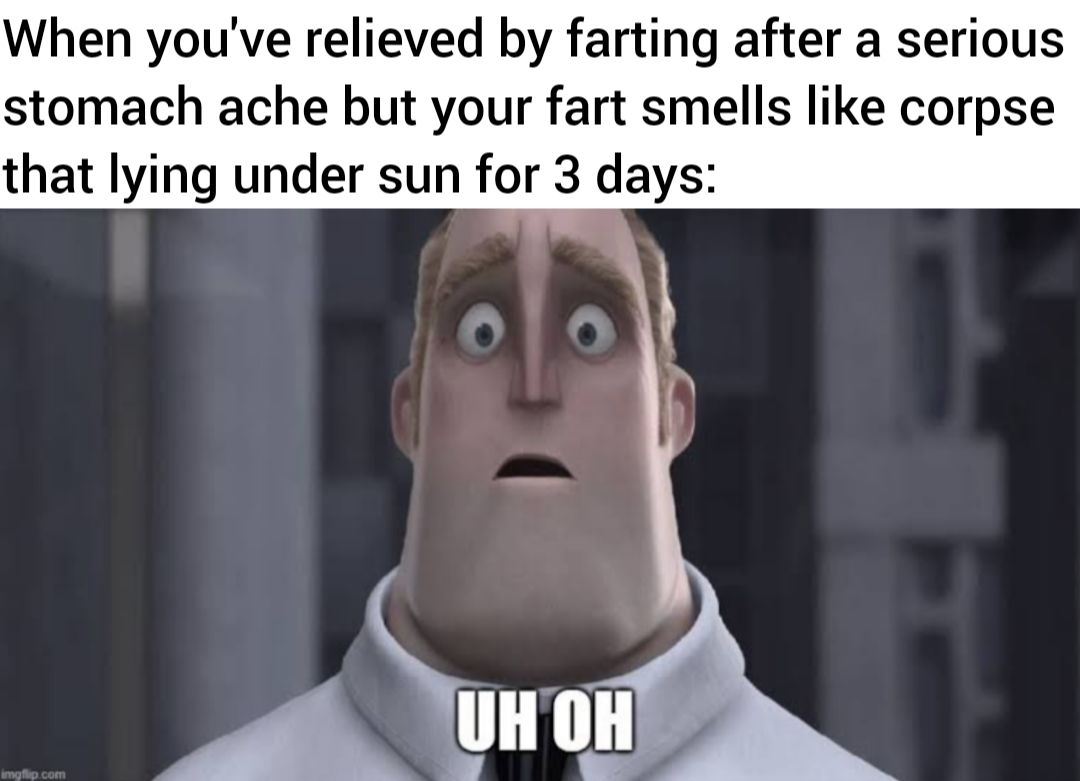 When you've relieved by farting after a serious
stomach ache but your fart smells like corpse
that lying under sun for 3 days:
UH OH
imgflip.com